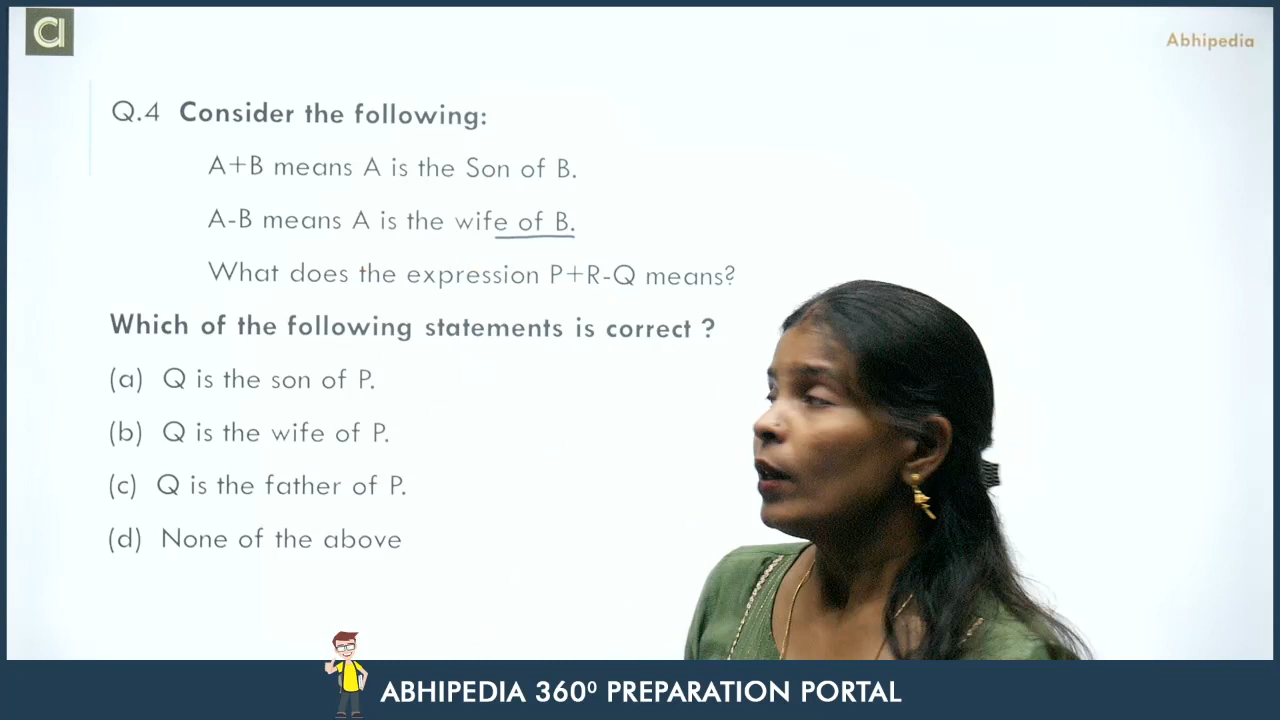 a
Abhipedia
Q.4 Consider the following:
A+B means A is the Son of B.
A-B means A is the wife of B.
What does the expression P+R-Q means?
Which of the following statements is correct ?
(a) Q is the son of P.
(b) Q is the wife of P.
(c) Q is the father of P.
(d) None of the above
ABHIPEDIA 360⁰ PREPARATION PORTAL